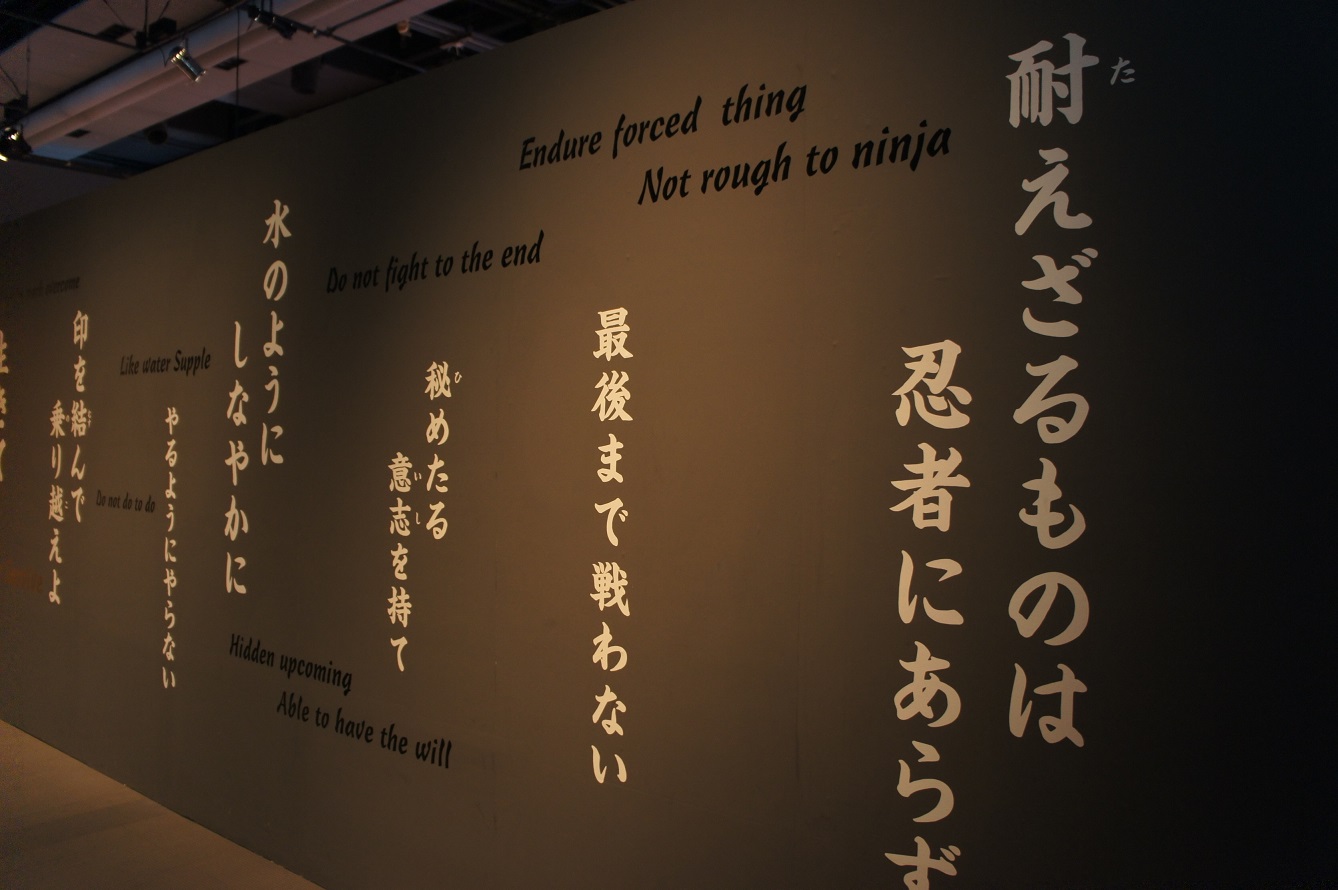 耐えざるものは
忍者にあらず
Endure forced thing
Not rough to ninja
最後まで戦わない
Do not fight to the end
秘めたる
意志を持て
Hidden upcoming
Able to have the will
水のように
しなやかに
Like water Supple
やるようにやらない
Do not do to do
印を結んで
乗り越えよ